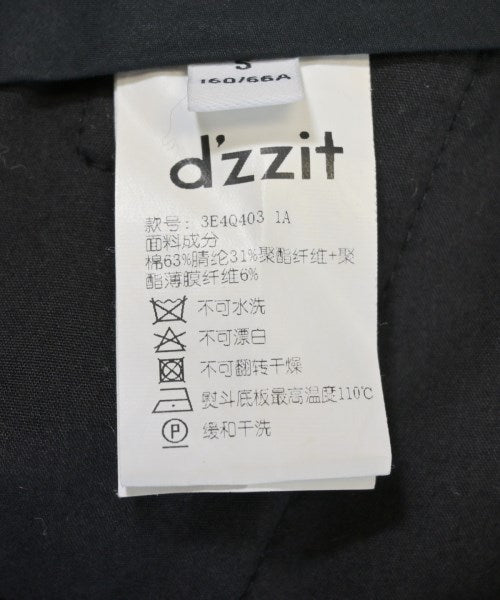 S
160/66A
d'zzit
款号: 3E4Q403 1A
面料成分
棉63%腈纶31%聚酯纤维+聚
酯薄膜纤维6%
不可水洗
不可漂白
不可翻转干燥
熨斗底板最高温度110℃
P 缓和干洗